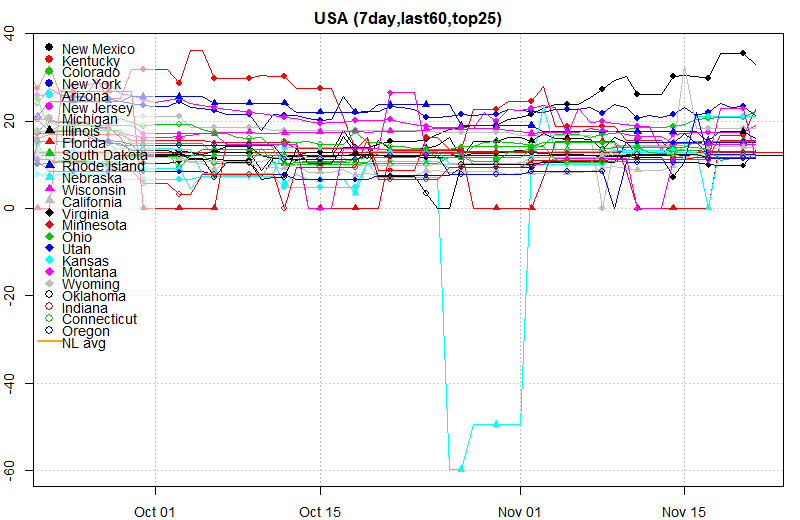 USA (7day,last60,top25)
40
20
0
-20
-40
-60
New Mexico
Kentucky
Colorado
New York
Arizona
New Jersey
Michigan
Illinois
Florida
South Dakota
Rhode Island
Nebraska
Wisconsin
California
Virginia
Minnesota
Ohio
Utah
Kansas
Montana
Wyoming
Oklahoma
Indiana
Connecticut
Oregon
NL avg
Oct 01
Oct 15
Nov 01
Nov 15